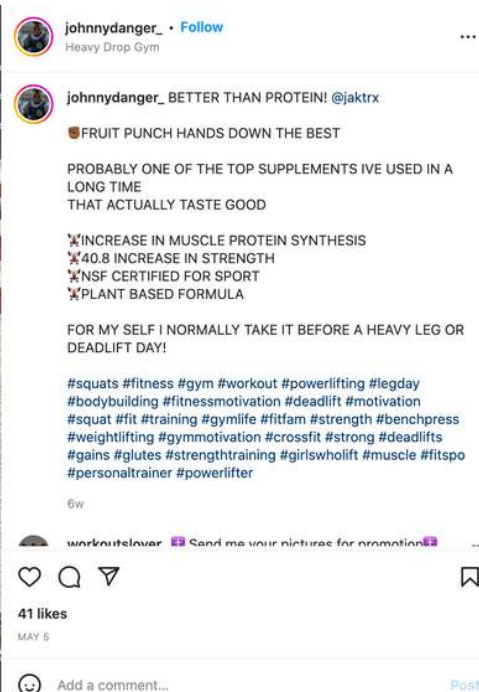 johnnydanger_ • Follow
Heavy Drop Gym
johnnydanger_ BETTER THAN PROTEIN! @jaktrx
✊🏾FRUIT PUNCH HANDS DOWN THE BEST
PROBABLY ONE OF THE TOP SUPPLEMENTS IVE USED IN A
LONG TIME
THAT ACTUALLY TASTE GOOD
🏋🏽INCREASE IN MUSCLE PROTEIN SYNTHESIS
🏋🏽40.8 INCREASE IN STRENGTH
🏋🏽NSF CERTIFIED FOR SPORT
🏋🏽PLANT BASED FORMULA
FOR MY SELF I NORMALLY TAKE IT BEFORE A HEAVY LEG OR
DEADLIFT DAY!
#squats #fitness #gym #workout #powerlifting #legday
#bodybuilding #fitnessmotivation #deadlift #motivation
#squat #fit #training #gymlife #fitfam #strength #benchpress
#weightlifting #gymmotivation #crossfit #strong #deadlifts
#gains #glutes #strengthtraining #girlswholift #muscle #fitspo
#personaltrainer #powerlifter
6w
workoutslover ➕ Send me your pictures for promotion➕
41 likes
MAY 5
Add a comment...
Post